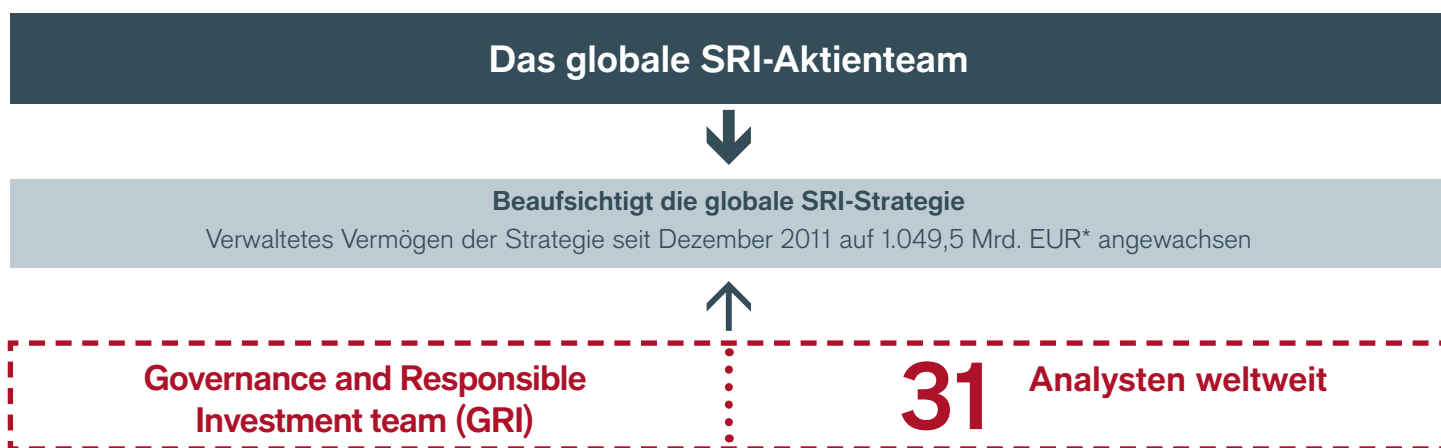 Das globale SRI-Aktienteam
Beaufsichtigt die globale SRI-Strategie
Verwaltetes Vermögen der Strategie seit Dezember 2011 auf 1.049,5 Mrd. EUR* angewachsen
Governance and Responsible
Investment team (GRI)
31 Analysten weltweit